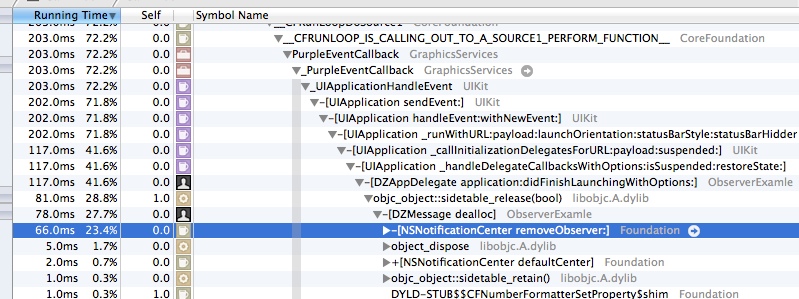 Running Time▼ Self Symbol Name
203.0ms 72.2% 0.0 __CFRunLoopDoSource1 CoreFoundation
203.0ms 72.2% 0.0 ▼__CFRUNLOOP_IS_CALLING_OUT_TO_A_SOURCE1_PERFORM_FUNCTION__ CoreFoundation
203.0ms 72.2% 0.0 ▼PurpleEventCallback GraphicsServices
203.0ms 72.2% 0.0 ▼_PurpleEventCallback GraphicsServices
203.0ms 72.2% 0.0 ▼_UIApplicationHandleEvent UIKit
202.0ms 71.8% 0.0 ▼-[UIApplication sendEvent:] UIKit
202.0ms 71.8% 0.0 ▼-[UIApplication handleEvent:withNewEvent:] UIKit
202.0ms 71.8% 0.0 ▼-[UIApplication _runWithURL:payload:launchOrientation:statusBarStyle:statusBarHidden
117.0ms 41.6% 0.0 ▼-[UIApplication _callInitializationDelegatesForURL:payload:suspended:] UIKit
117.0ms 41.6% 0.0 ▼-[UIApplication _handleDelegateCallbacksWithOptions:isSuspended:restoreState:]
117.0ms 41.6% 0.0 ▼-[DZAppDelegate application:didFinishLaunchingWithOptions:] ObserverExamle
81.0ms 28.8% 1.0 ▼objc_object::sidetable_release(bool) libobjc.A.dylib
78.0ms 27.7% 0.0 ▼-[DZMessage dealloc] ObserverExamle
66.0ms 23.4% 0.0 ▶-[NSNotificationCenter removeObserver:] Foundation
5.0ms 1.7% 0.0 ▶object_dispose libobjc.A.dylib
2.0ms 0.7% 0.0 ▶+[NSNotificationCenter defaultCenter] Foundation
1.0ms 0.3% 0.0 ▶objc_object::sidetable_retain() libobjc.A.dylib
1.0ms 0.3% 1.0 DYLD-STUB$$CFNumberFormatterSetProperty$shim Foundation